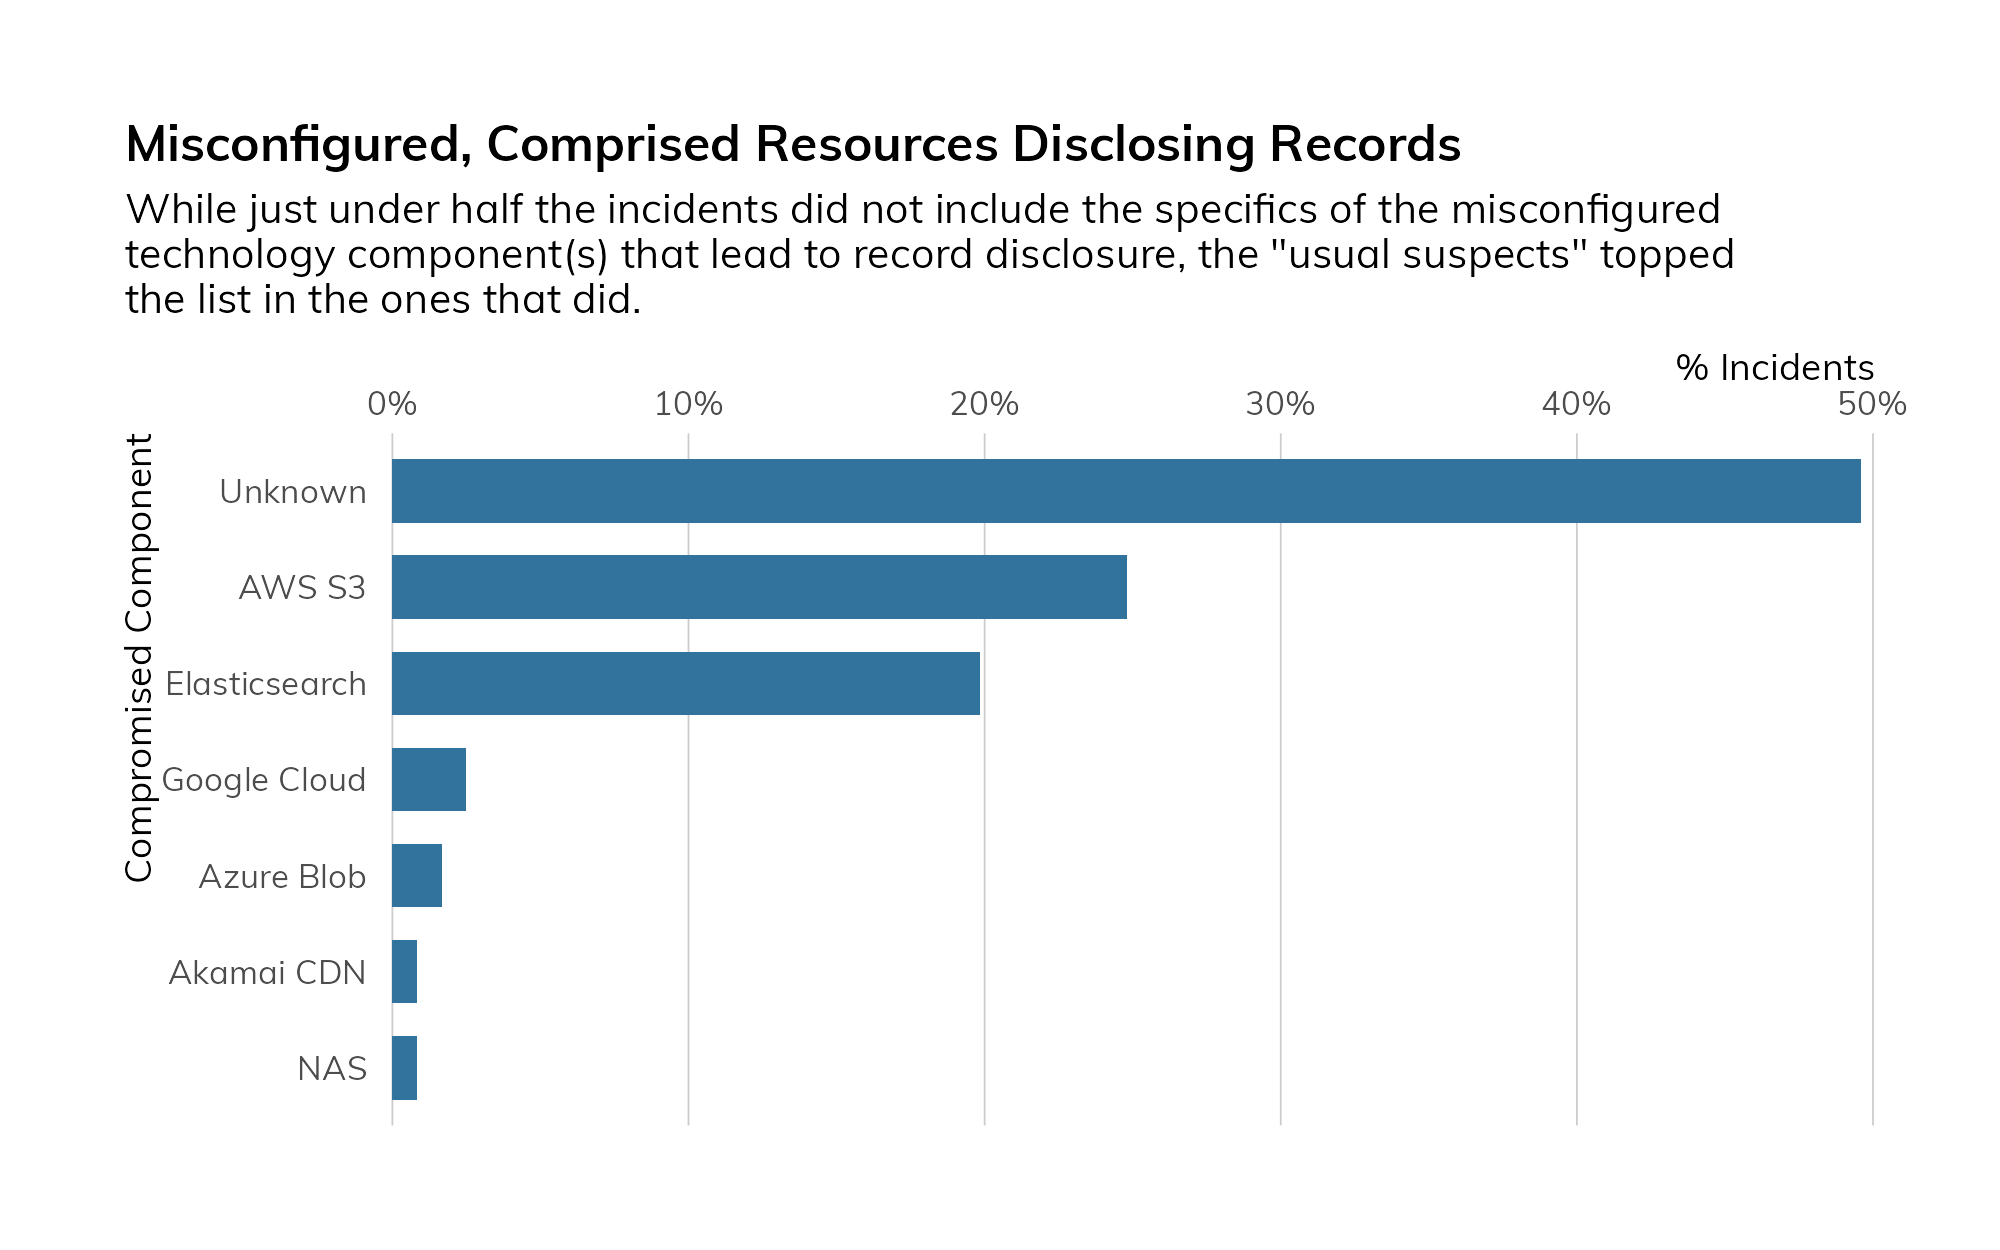 Misconfigured, Comprised Resources Disclosing Records
While just under half the incidents did not include the specifics of the misconfigured
technology component(s) that lead to record disclosure, the "usual suspects" topped
the list in the ones that did.
% Incidents
0% 10% 20% 30% 40% 50%
Compromised Component
Unknown
AWS S3
Elasticsearch
Google Cloud
Azure Blob
Akamai CDN
NAS